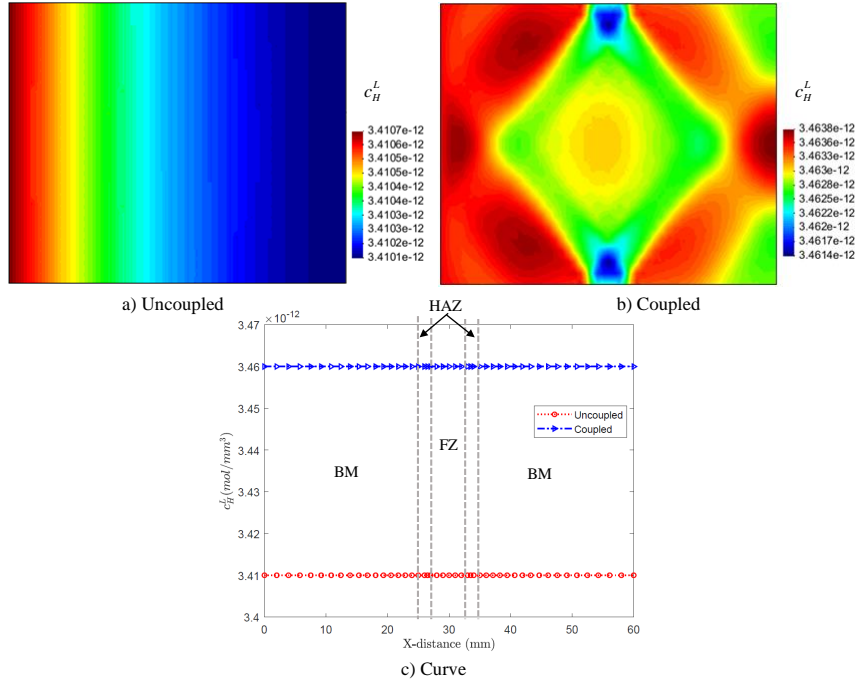 c_H^L
3.4107e-12
3.4106e-12
3.4105e-12
3.4105e-12
3.4104e-12
3.4104e-12
3.4103e-12
3.4102e-12
3.4102e-12
3.4101e-12
a) Uncoupled
c_H^L
3.4638e-12
3.4636e-12
3.4633e-12
3.463e-12
3.4628e-12
3.4625e-12
3.4622e-12
3.462e-12
3.4617e-12
3.4614e-12
b) Coupled
×10^-12
HAZ
3.47
3.46
3.45
3.44
3.43
3.42
3.41
3.4
c_H^L (mol/mm^3)
Uncoupled
Coupled
BM
FZ
BM
0 10 20 30 40 50 60
X-distance (mm)
c) Curve